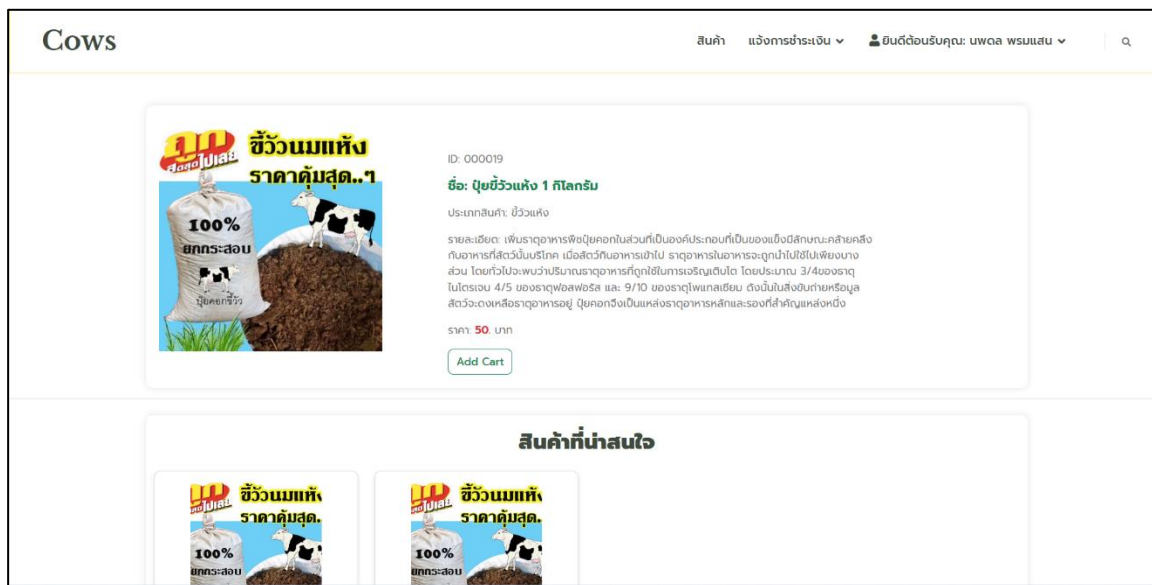 Cows
สินค้า แจ้งการชำระเงิน ยินดีต้อนรับคุณ: นพดล พรมแสน
ถูก
สุดสุดไปเลย
ขี้วัวนมแห้ง
ราคาคุ้มสุด..ๆ
100%
ยกกระสอบ
ปุ๋ยคอกขี้วัว
ID: 000019
ชื่อ: ปุ๋ยขี้วัวแห้ง 1 กิโลกรัม
ประเภทสินค้า: ขี้วัวแห้ง
รายละเอียด: เพิ่มธาตุอาหารพืชปุ๋ยคอกในส่วนที่เป็นองค์ประกอบที่เป็นของแข็งมีลักษณะคล้ายคลึง
กับอาหารที่สัตว์นั้นบริโภค เมื่อสัตว์กินอาหารเข้าไป ธาตุอาหารในอาหารจะถูกนำไปใช้ไปเพียงบาง
ส่วน โดยทั่วไปจะพบว่าปริมาณธาตุอาหารที่ถูกใช้ในการเจริญเติบโต โดยประมาณ 3/4ของธาตุ
ไนโตรเจน 4/5 ของธาตุฟอสฟอรัส และ 9/10 ของธาตุโพแทสเซียม ดังนั้นในสิ่งขับถ่ายหรือมูล
สัตว์จะดงเหลือธาตุอาหารอยู่ ปุ๋ยคอกจึงเป็นแหล่งธาตุอาหารหลักและรองที่สำคัญแหล่งหนึ่ง
ราคา: 50. บาท
Add Cart
สินค้าที่น่าสนใจ
ขี้วัวนมแห้ง
ราคาคุ้มสุด.
100%
ยกกระสอบ
ขี้วัวนมแห้ง
ราคาคุ้มสุด.
100%
ยกกระสอบ